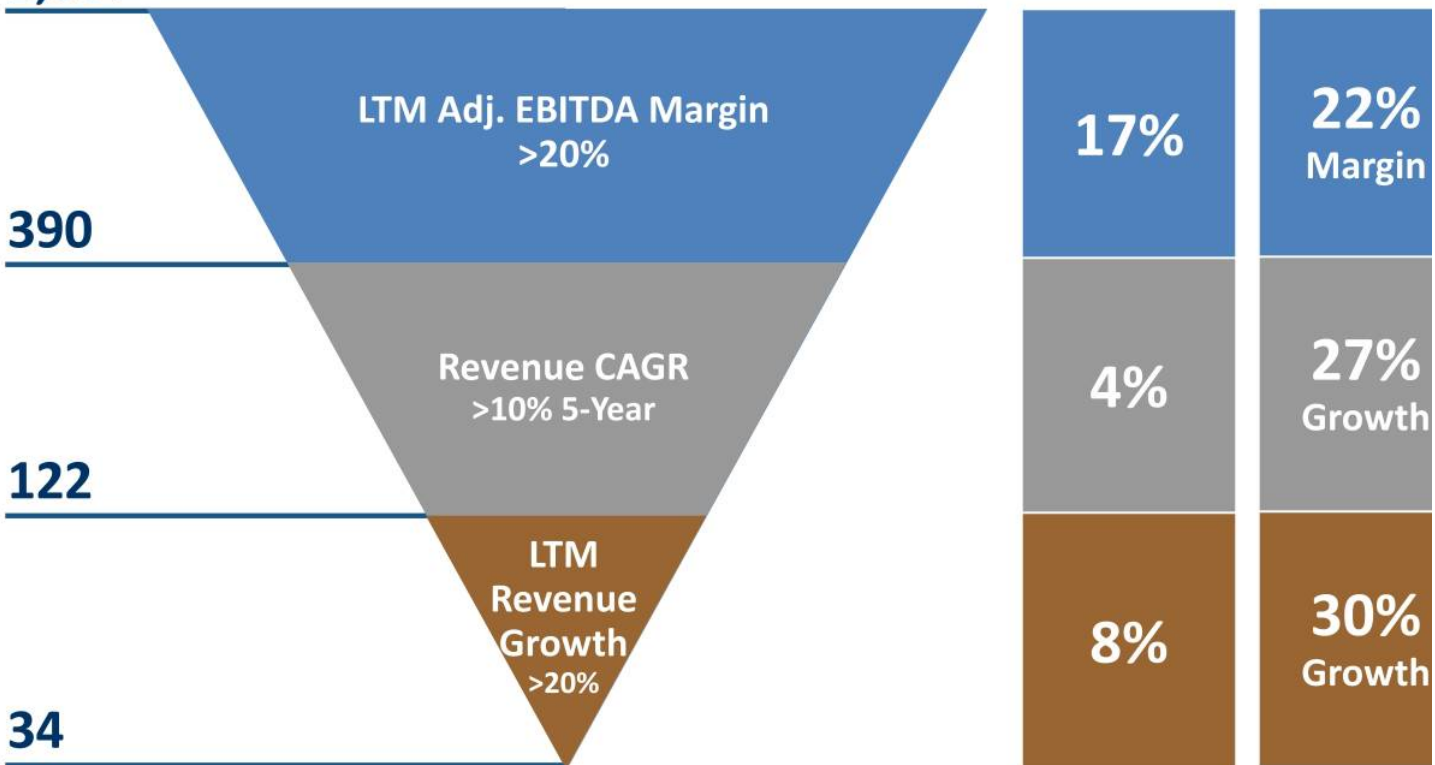 LTM Adj. EBITDA Margin
>20%
17%
22%
Margin
390
Revenue CAGR
>10% 5-Year
4%
27%
Growth
122
LTM
Revenue
Growth
>20%
8%
30%
Growth
34